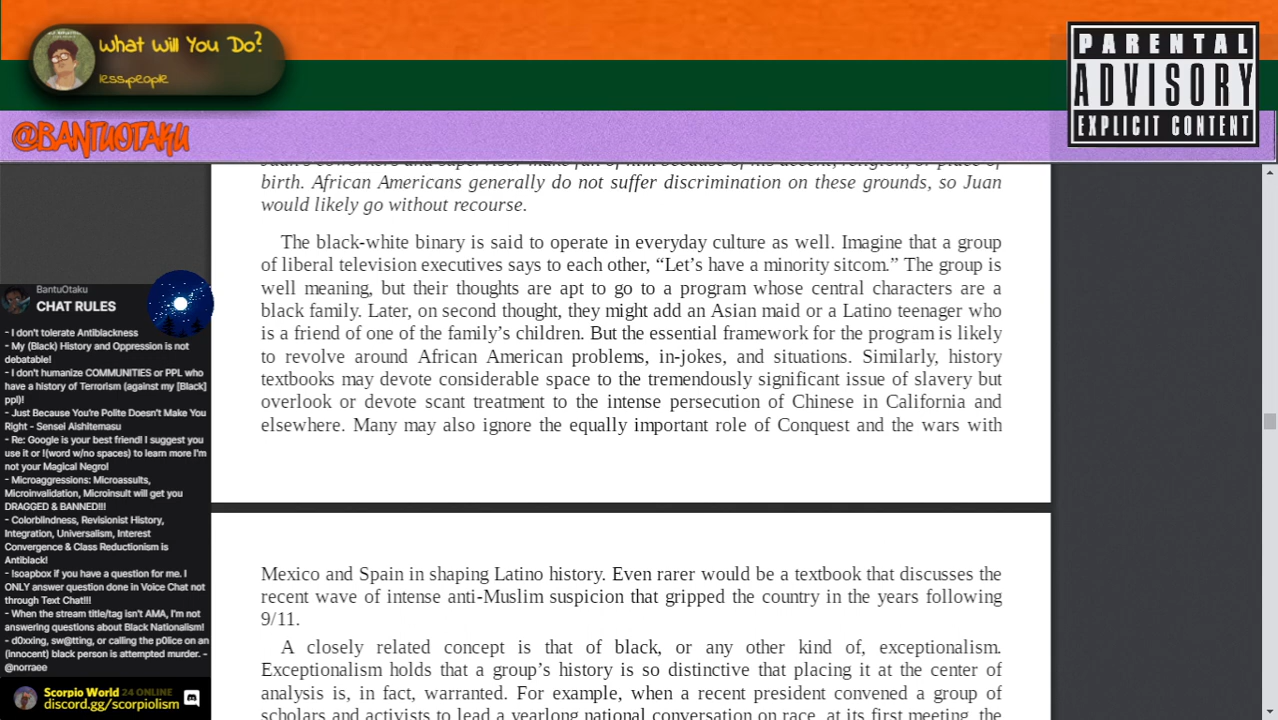 What Will You Do?
lessipeople
PARENTAL
ADVISORY
EXPLICIT CONTENT
@BANTUOTAKU
birth. African Americans generally do not suffer discrimination on these grounds, so Juan
would likely go without recourse.
The black-white binary is said to operate in everyday culture as well. Imagine that a group
of liberal television executives says to each other, “Let’s have a minority sitcom.” The group is
well meaning, but their thoughts are apt to go to a program whose central characters are a
black family. Later, on second thought, they might add an Asian maid or a Latino teenager who
is a friend of one of the family’s children. But the essential framework for the program is likely
to revolve around African American problems, in-jokes, and situations. Similarly, history
textbooks may devote considerable space to the tremendously significant issue of slavery but
overlook or devote scant treatment to the intense persecution of Chinese in California and
elsewhere. Many may also ignore the equally important role of Conquest and the wars with
Mexico and Spain in shaping Latino history. Even rarer would be a textbook that discusses the
recent wave of intense anti-Muslim suspicion that gripped the country in the years following
9/11.
A closely related concept is that of black, or any other kind of, exceptionalism.
Exceptionalism holds that a group’s history is so distinctive that placing it at the center of
analysis is, in fact, warranted. For example, when a recent president convened a group of
scholars and activists to lead a yearlong national conversation on race, at its first meeting, the
BantuOtaku
CHAT RULES
- I don't tolerate Antiblackness
- My (Black) History and Oppression is not
debatable!
- I don't humanize COMMUNITIES or PPL who
have a history of Terrorism (against my [Black]
ppl)!
- Just Because You're Polite Doesn't Make You
Right - Sensei Aishitemasu
- Re: Google is your best friend! I suggest you
use it or !(word w/no spaces) to learn more I'm
not your Magical Negro!
- Microaggressions: Microassults,
Microinvalidation, Microinsult will get you
DRAGGED & BANNED!!!
- Colorblindness, Revisionist History,
Integration, Universalism, Interest
Convergence & Class Reductionism is
Antiblack!
- !soapbox if you have a question for me. I
ONLY answer question done in Voice Chat not
through Text Chat!!!
- When the stream title/tag isn't AMA, I'm not
answering questions about Black Nationalism!
- d0xxing, sw@tting, or calling the p0lice on an
(innocent) black person is attempted murder. -
@norraee
Scorpio World 24 ONLINE
discord.gg/scorpiolism